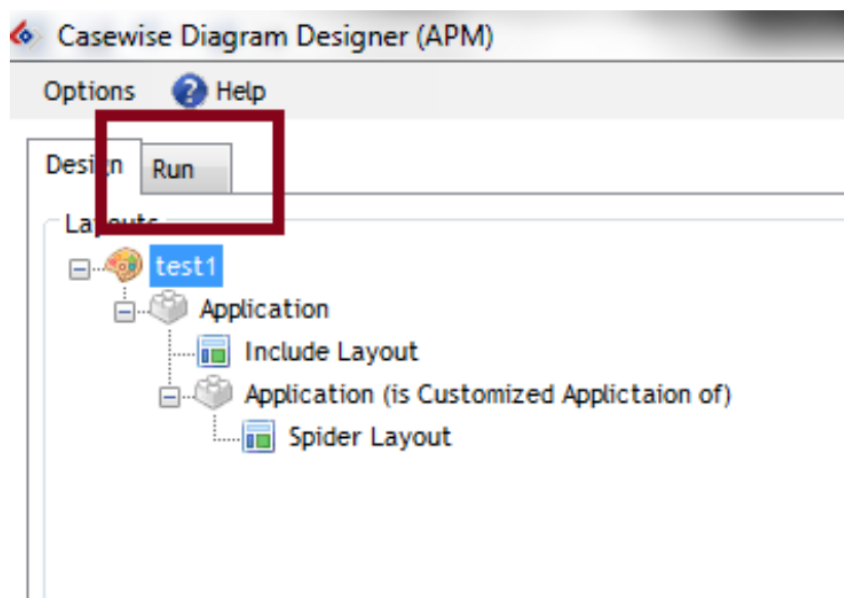 Casewise Diagram Designer (APM)
Options Help
Design Run
Layouts
test1
Application
Include Layout
Application (is Customized Applictaion of)
Spider Layout